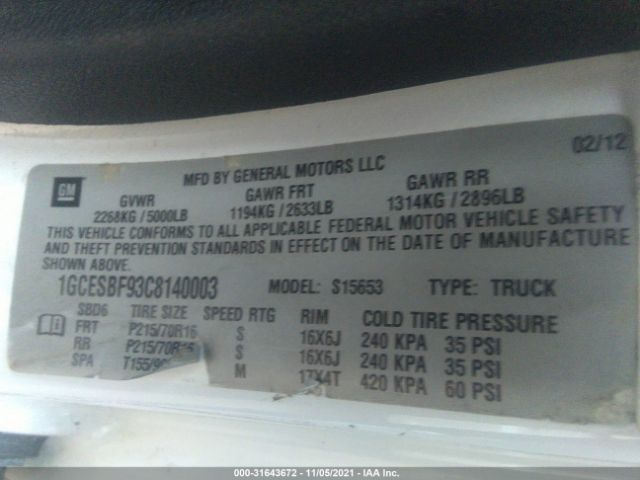 02/12
GM
MFD BY GENERAL MOTORS LLC
GVWR GAWR FRT GAWR RR
2268KG / 5000LB 1194KG / 2633LB 1314KG / 2896LB
THIS VEHICLE CONFORMS TO ALL APPLICABLE FEDERAL MOTOR VEHICLE SAFETY
AND THEFT PREVENTION STANDARDS IN EFFECT ON THE DATE OF MANUFACTURE
SHOWN ABOVE.
1GCESBF93C8140003 MODEL: S15653 TYPE: TRUCK
SBD6 TIRE SIZE SPEED RTG RIM COLD TIRE PRESSURE
FRT P215/70R16 S 16X6J 240 KPA 35 PSI
RR P215/70R16 S 16X6J 240 KPA 35 PSI
SPA M 17X4T 420 KPA 60 PSI
000-31643672 - 11/05/2021 - IAA Inc.